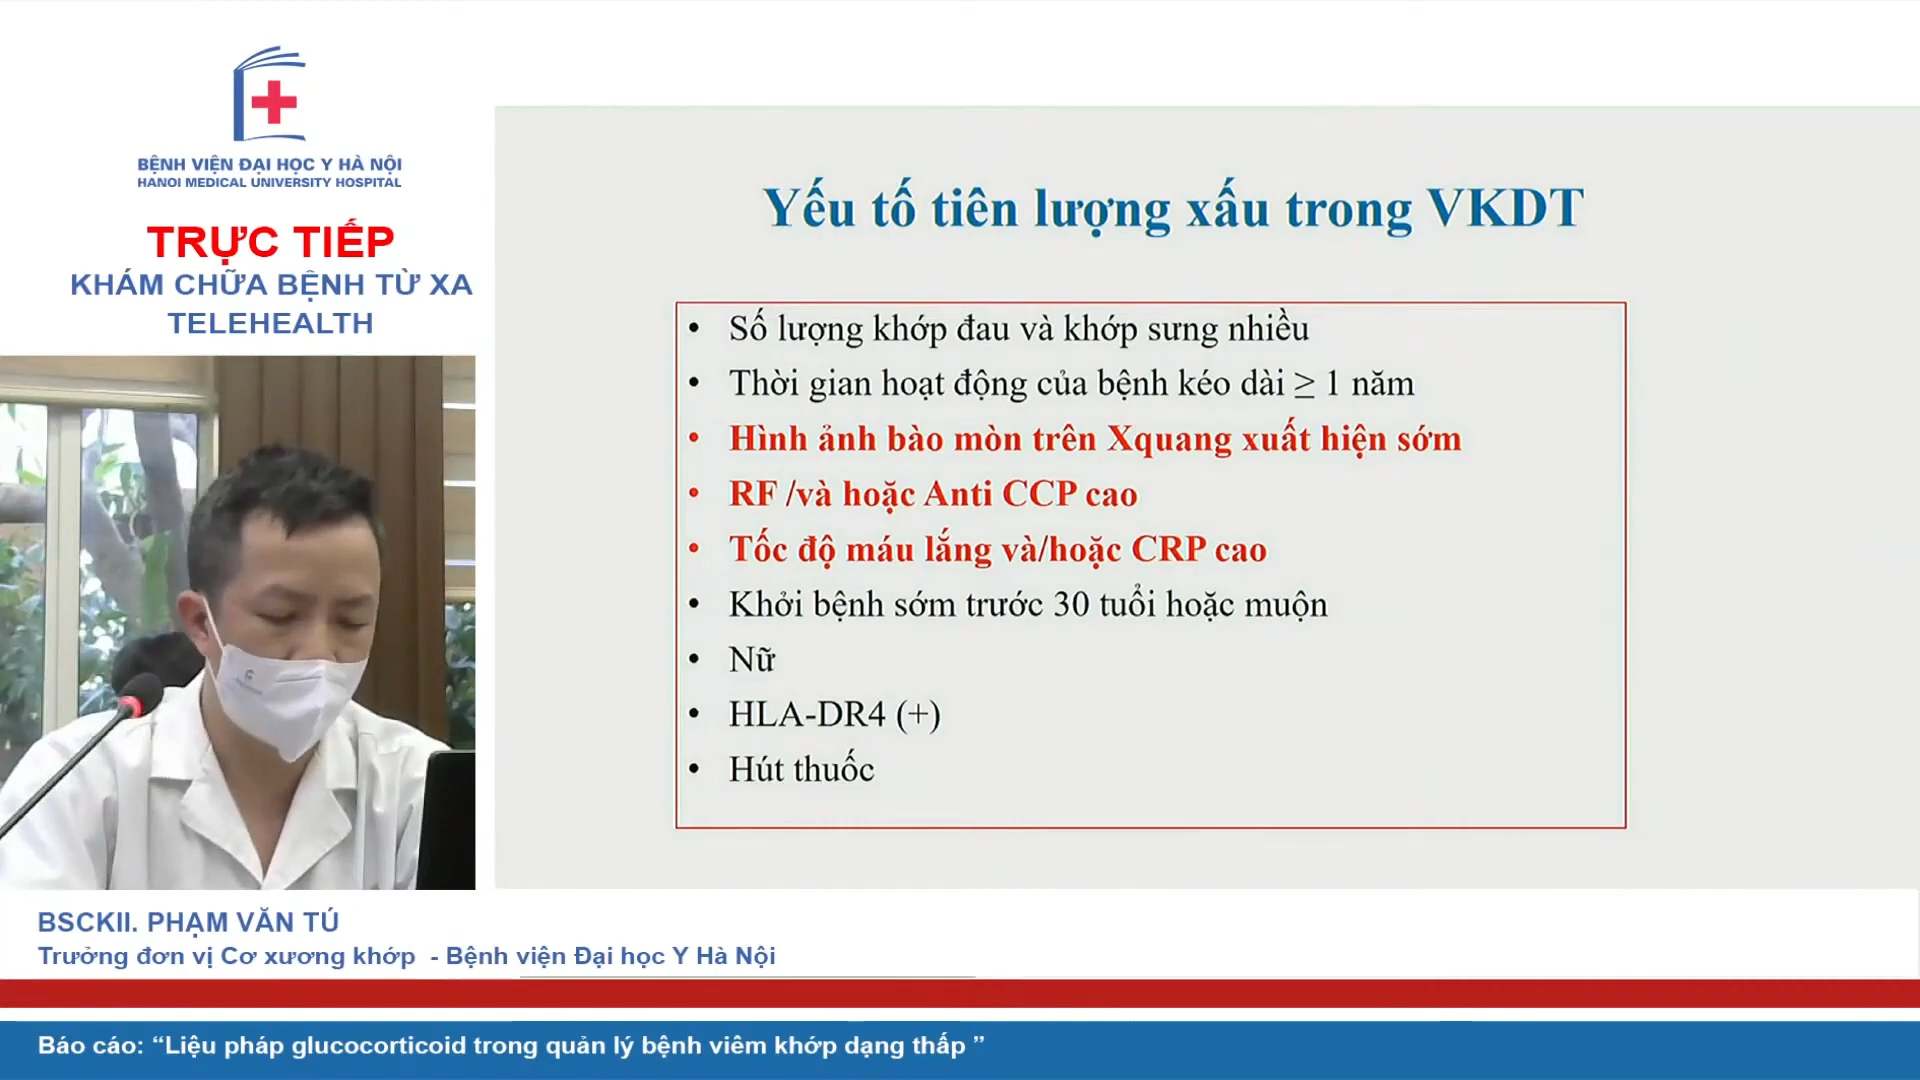 BỆNH VIỆN ĐẠI HỌC Y HÀ NỘI
HANOI MEDICAL UNIVERSITY HOSPITAL
TRỰC TIẾP
KHÁM CHỮA BỆNH TỪ XA
TELEHEALTH
Yếu tố tiên lượng xấu trong VKDT
• Số lượng khớp đau và khớp sưng nhiều
• Thời gian hoạt động của bệnh kéo dài ≥ 1 năm
• Hình ảnh bào mòn trên Xquang xuất hiện sớm
• RF /và hoặc Anti CCP cao
• Tốc độ máu lắng và/hoặc CRP cao
• Khởi bệnh sớm trước 30 tuổi hoặc muộn
• Nữ
• HLA-DR4 (+)
• Hút thuốc
BSCKII. PHẠM VĂN TÚ
Trưởng đơn vị Cơ xương khớp - Bệnh viện Đại học Y Hà Nội
Báo cáo: “Liệu pháp glucocorticoid trong quản lý bệnh viêm khớp dạng thấp ”